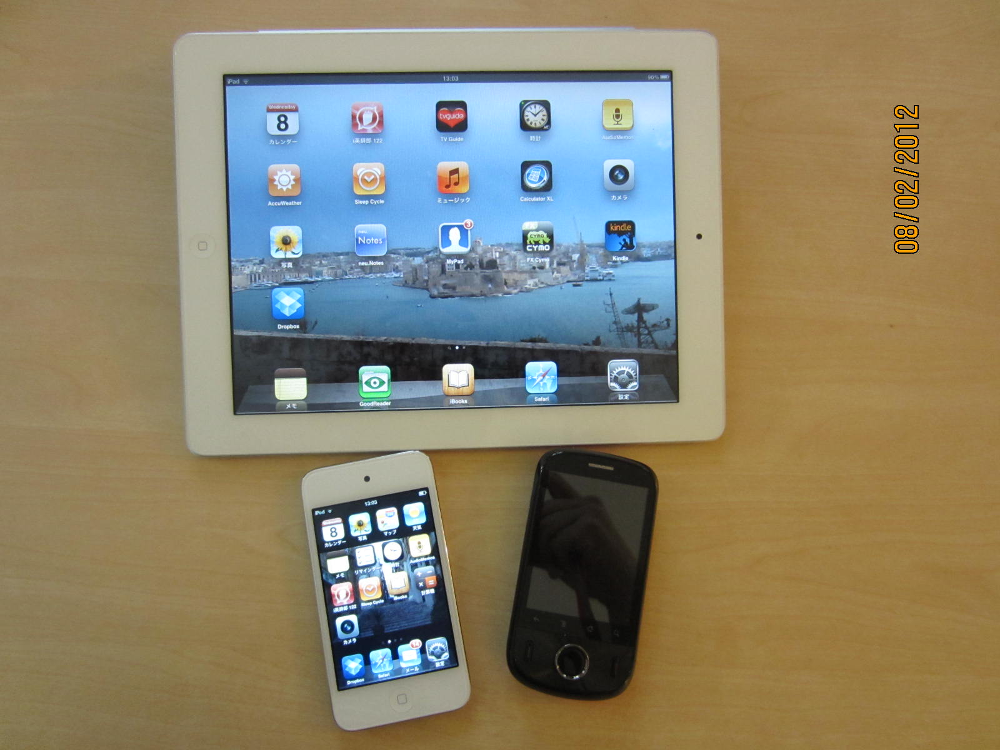 iPad 13:03 90%
Wednesday
8
tvguide
HD
カレンダー i英辞郎 122 TV Guide 時計 AudioMemos
AccuWeather Sleep Cycle ミュージック Calculator XL カメラ
neu.
Notes
3
FX
CYMO
CYMO
kindle
写真 neu.Notes MyPad FX Cymo Kindle
Dropbox
メモ GoodReader iBooks Safari 設定
08/02/2012
iPod 13:03
Wednesday
8
カレンダー 写真 マップ 天気
メモ リマインダー 時計 AudioMemos
i英辞郎 122 Sleep Cycle iBooks 計算機
カメラ
14
Dropbox Safari メール 設定